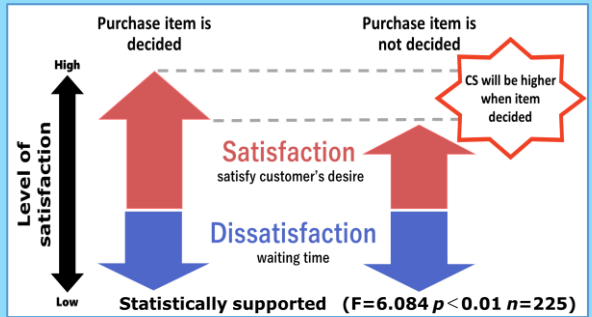 Purchase item is
decided
Purchase item is
not decided
High
CS will be higher
when item
decided
Level of
satisfaction
Satisfaction
satisfy customer's desire
Dissatisfaction
waiting time
Low
Statistically supported (F=6.084 p<0.01 n=225)